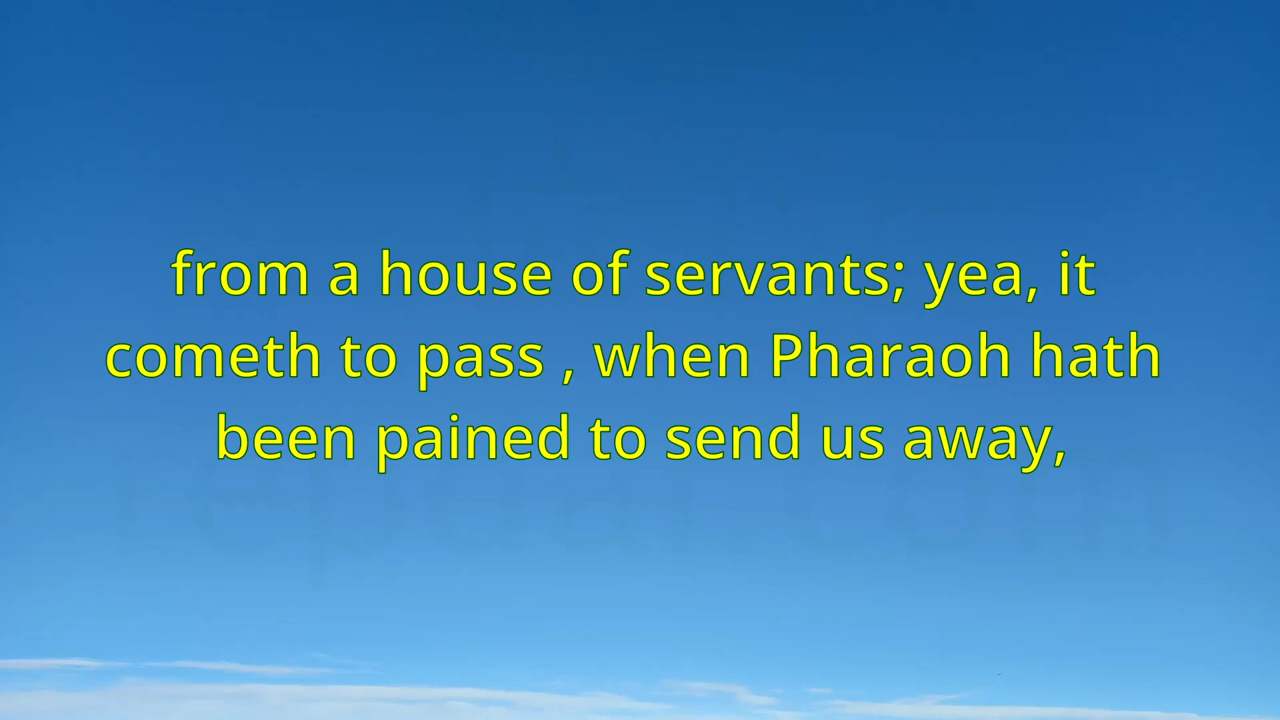 from a house of servants; yea, it
cometh to pass , when Pharaoh hath
been pained to send us away,